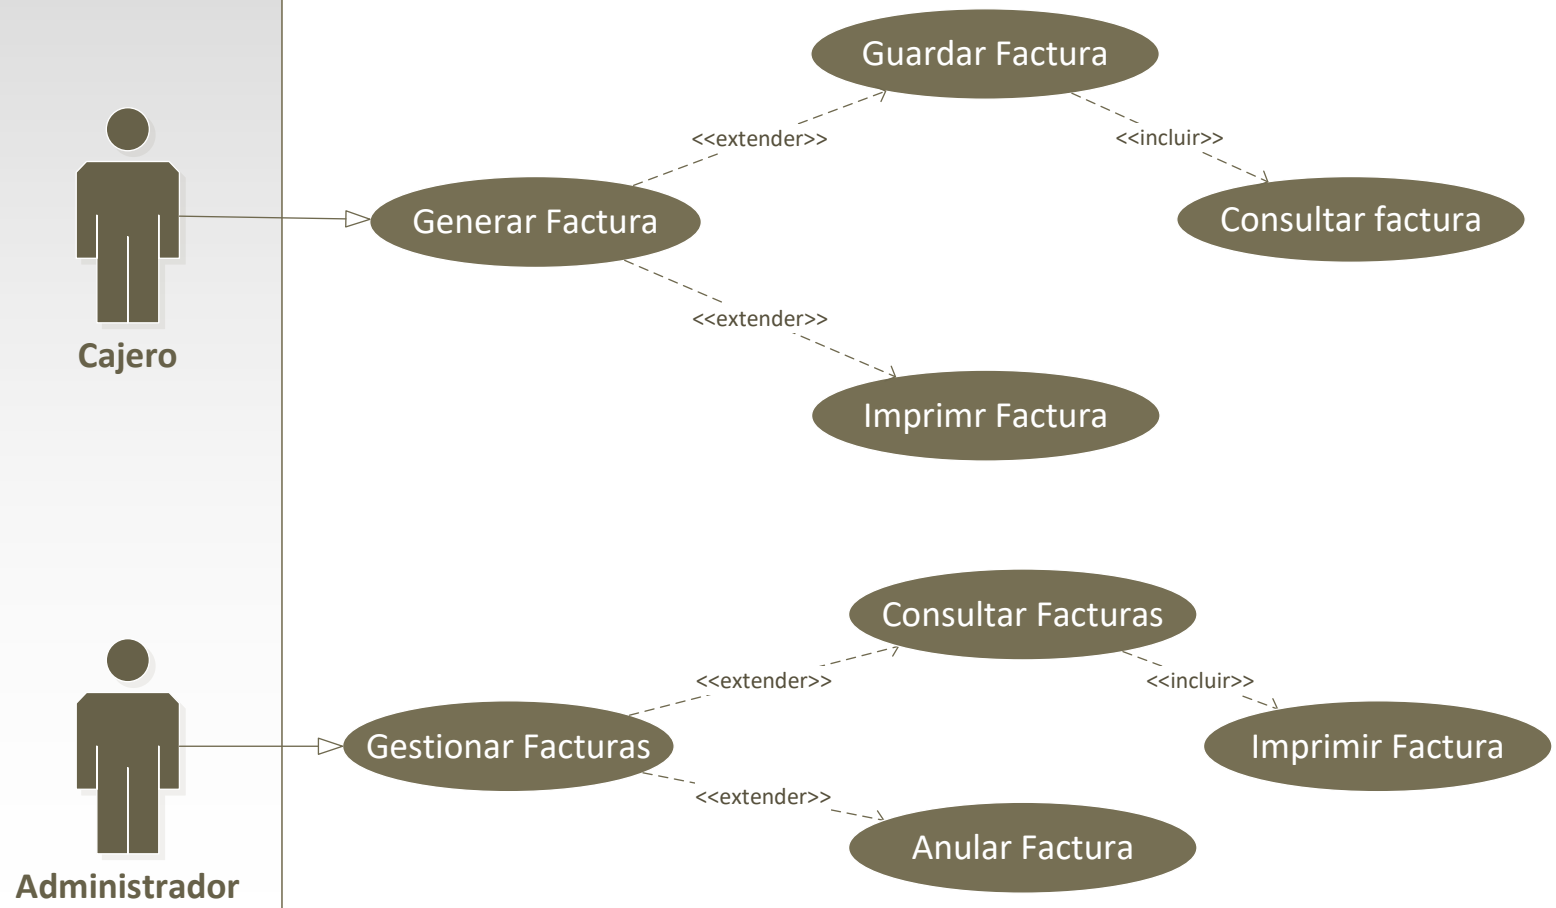 Guardar Factura
<<extender>>
<<incluir>>
Generar Factura
Consultar factura
<<extender>>
Cajero
Imprimr Factura
Consultar Facturas
<<extender>>
<<incluir>>
Gestionar Facturas
Imprimir Factura
<<extender>>
Anular Factura
Administrador